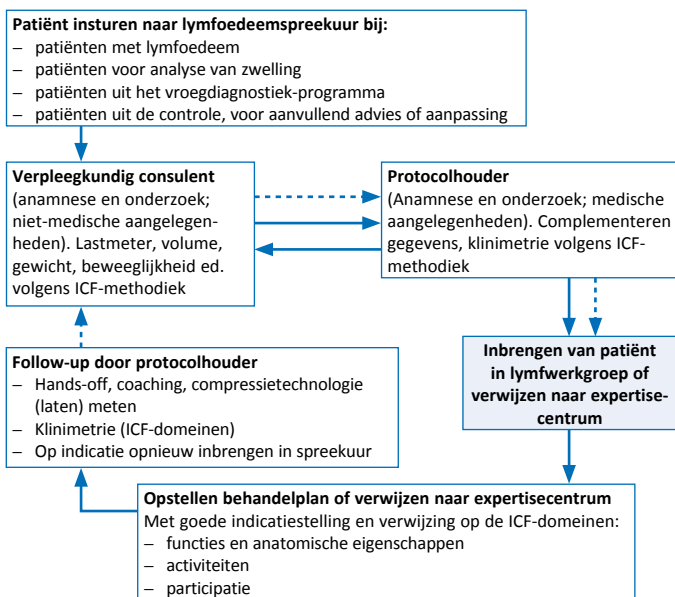 Patiënt insturen naar lymfoedeemspreekuur bij:
– patiënten met lymfoedeem
– patiënten voor analyse van zwelling
– patiënten uit het vroegdiagnostiek-programma
– patiënten uit de controle, voor aanvullend advies of aanpassing
Verpleegkundig consulent
(anamnese en onderzoek;
niet-medische aangelegen-
heden). Lastmeter, volume,
gewicht, beweeglijkheid ed.
volgens ICF-methodiek
Protocolhouder
(Anamnese en onderzoek; medische
aangelegenheden). Complementeren
gegevens, klinimetrie volgens ICF-
methodiek
Inbrengen van patiënt
in lymfwerkgroep of
verwijzen naar expertise-
centrum
Follow-up door protocolhouder
– Hands-off, coaching, compressietechnologie
(laten) meten
– Klinimetrie (ICF-domeinen)
– Op indicatie opnieuw inbrengen in spreekuur
Opstellen behandelplan of verwijzen naar expertisecentrum
Met goede indicatiestelling en verwijzing op de ICF-domeinen:
– functies en anatomische eigenschappen
– activiteiten
– participatie